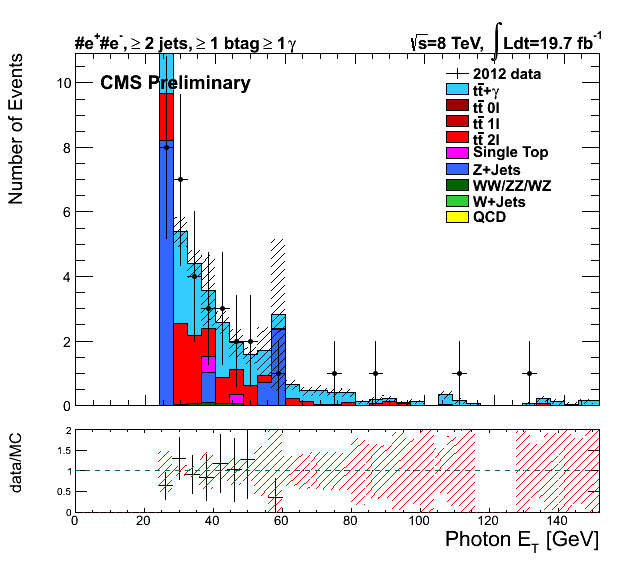 #e⁺#e⁻, ≥ 2 jets, ≥ 1 btag ≥ 1 γ
√s=8 TeV, ∫Ldt=19.7 fb⁻¹
Number of Events
CMS Preliminary
2012 data
tt̄+γ
tt̄ 0l
tt̄ 1l
tt̄ 2l
Single Top
Z+Jets
WW/ZZ/WZ
W+Jets
QCD
10
8
6
4
2
0
data/MC
2
1.5
1
0.5
0
0 20 40 60 80 100 120 140
Photon E_T [GeV]